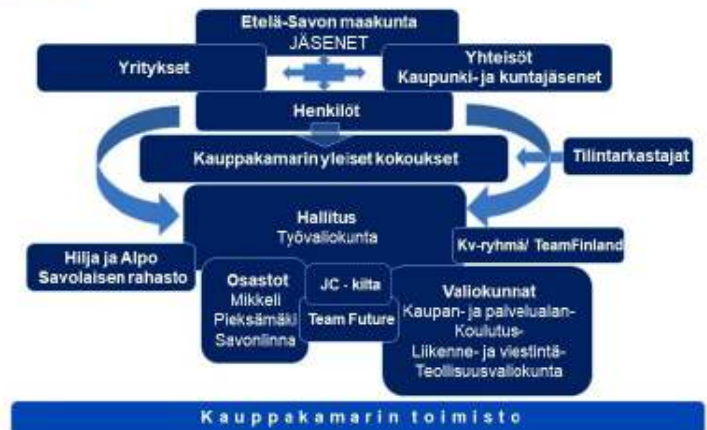 Etelä-Savon maakunta
JÄSENET
Yritykset
Yhteisöt
Kaupunki- ja kuntajäsenet
Henkilöt
Kauppakamarin yleiset kokoukset
Tilintarkastajat
Hallitus
Työvaliokunta
Hilja ja Alpo
Savolaisen rahasto
Kv-ryhmä/ TeamFinland
Osastot
Mikkeli
Pieksämäki
Savonlinna
JC - kilta
Team Future
Valiokunnat
Kaupan- ja palvelualan-
Koulutus-
Liikenne- ja viestintä-
Teollisuusvaliokunta
Kauppakamarin toimisto